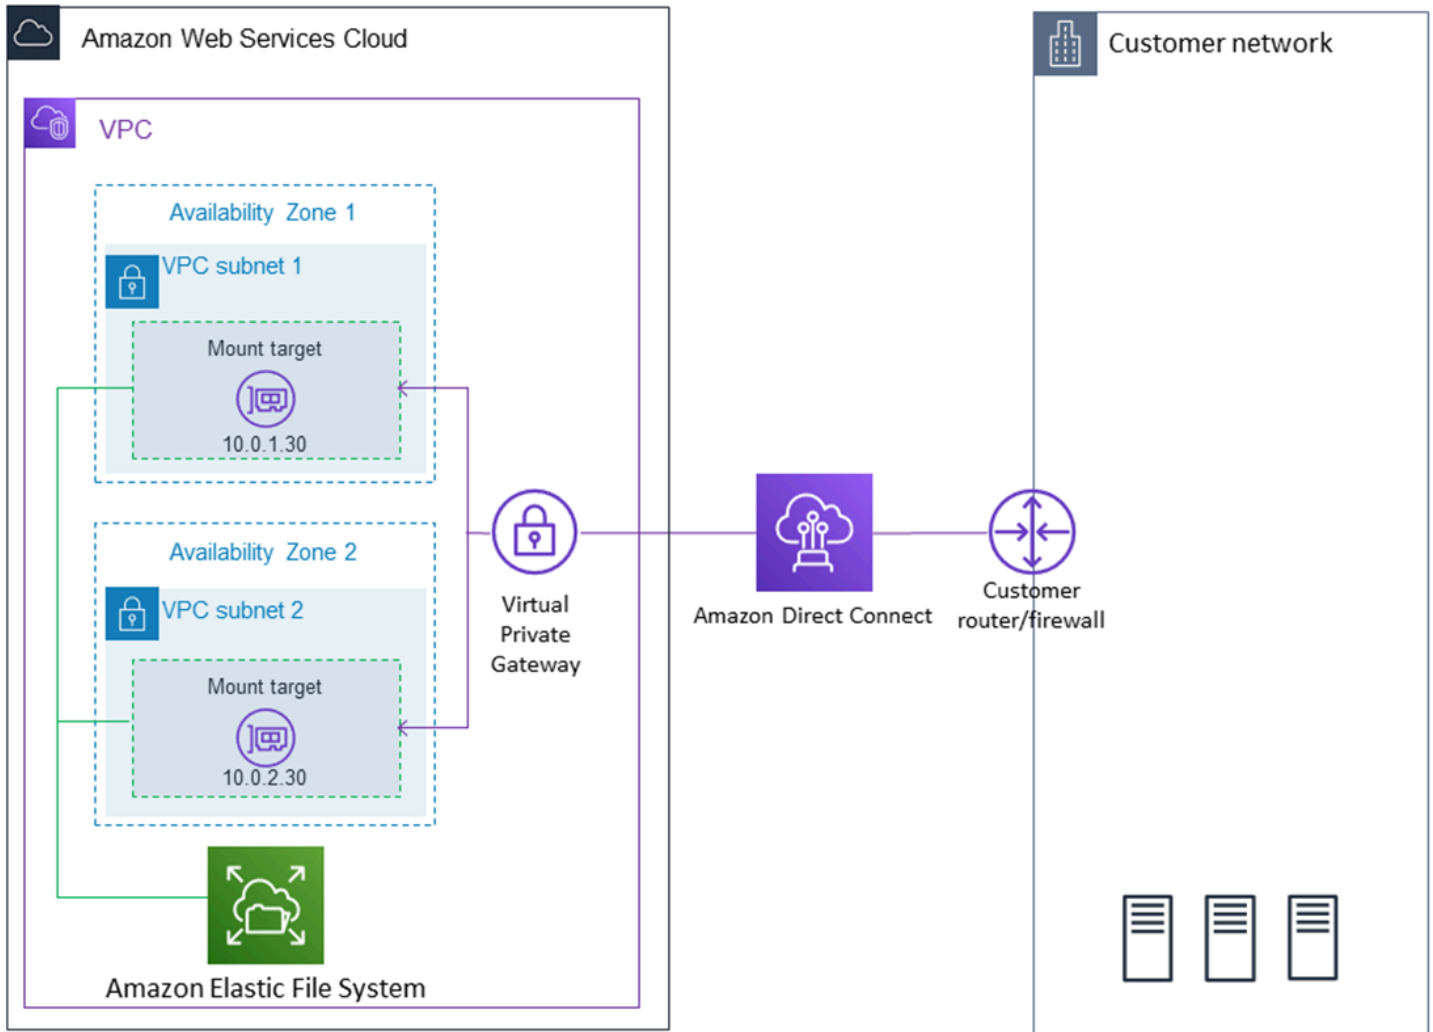 Amazon Web Services Cloud
Customer network
VPC
Availability Zone 1
VPC subnet 1
Mount target
10.0.1.30
Availability Zone 2
VPC subnet 2
Mount target
10.0.2.30
Virtual
Private
Gateway
Amazon Direct Connect
Customer
router/firewall
Amazon Elastic File System